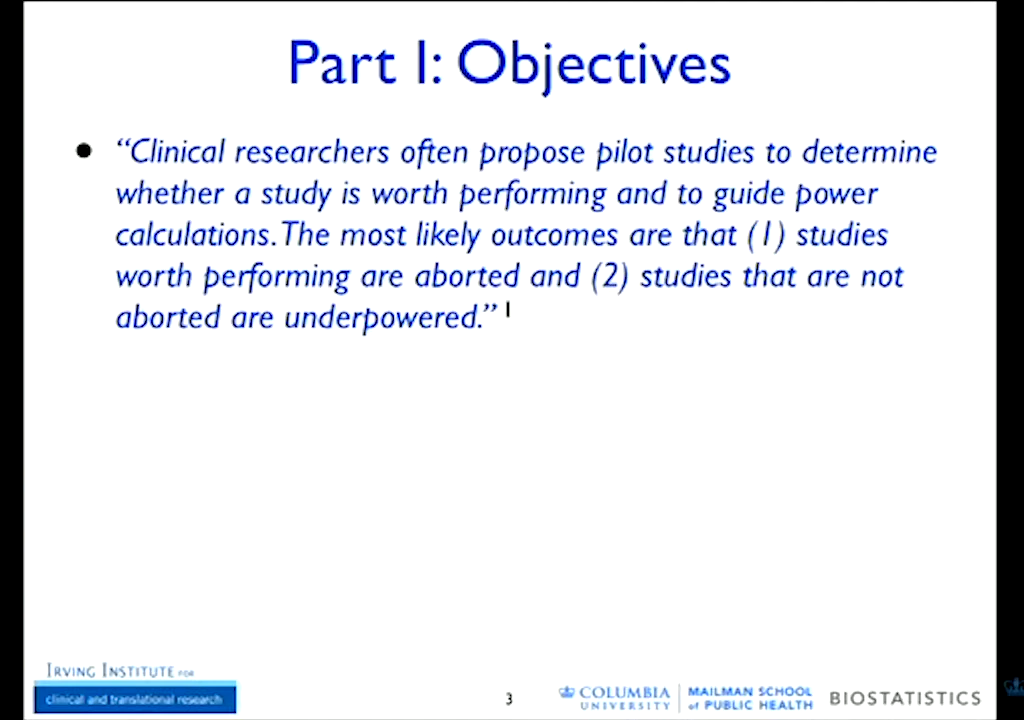 Part I: Objectives
• “Clinical researchers often propose pilot studies to determine
whether a study is worth performing and to guide power
calculations. The most likely outcomes are that (1) studies
worth performing are aborted and (2) studies that are not
aborted are underpowered.” 1
IRVING INSTITUTE FOR
clinical and translational research
3
COLUMBIA
UNIVERSITY
MAILMAN SCHOOL
of PUBLIC HEALTH
BIOSTATISTICS